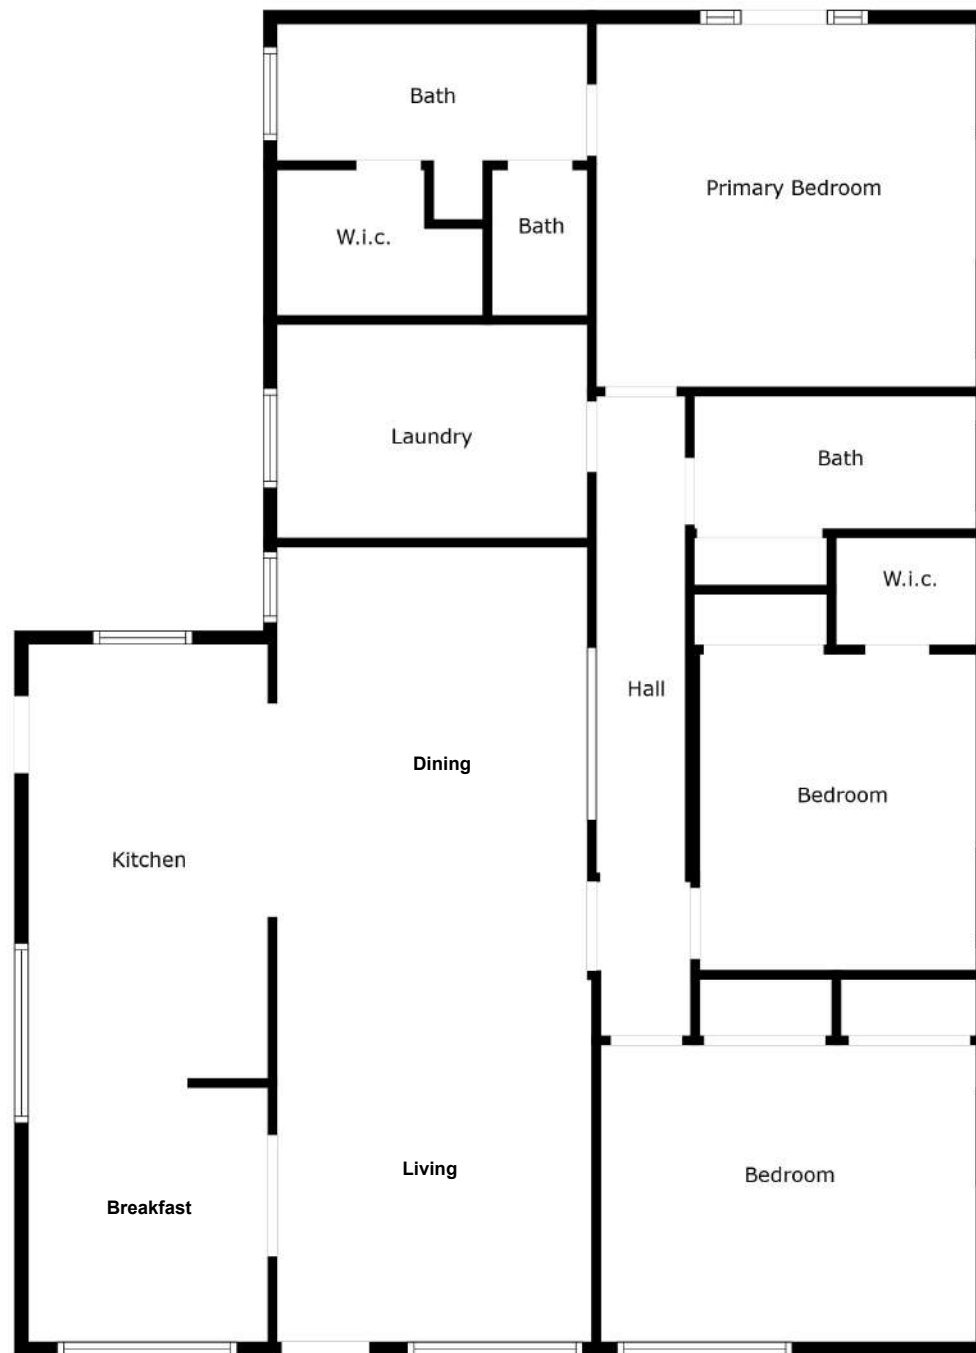 Bath
Primary Bedroom
W.i.c.
Bath
Laundry
Bath
W.i.c.
Hall
Dining
Bedroom
Kitchen
Living
Bedroom
Breakfast